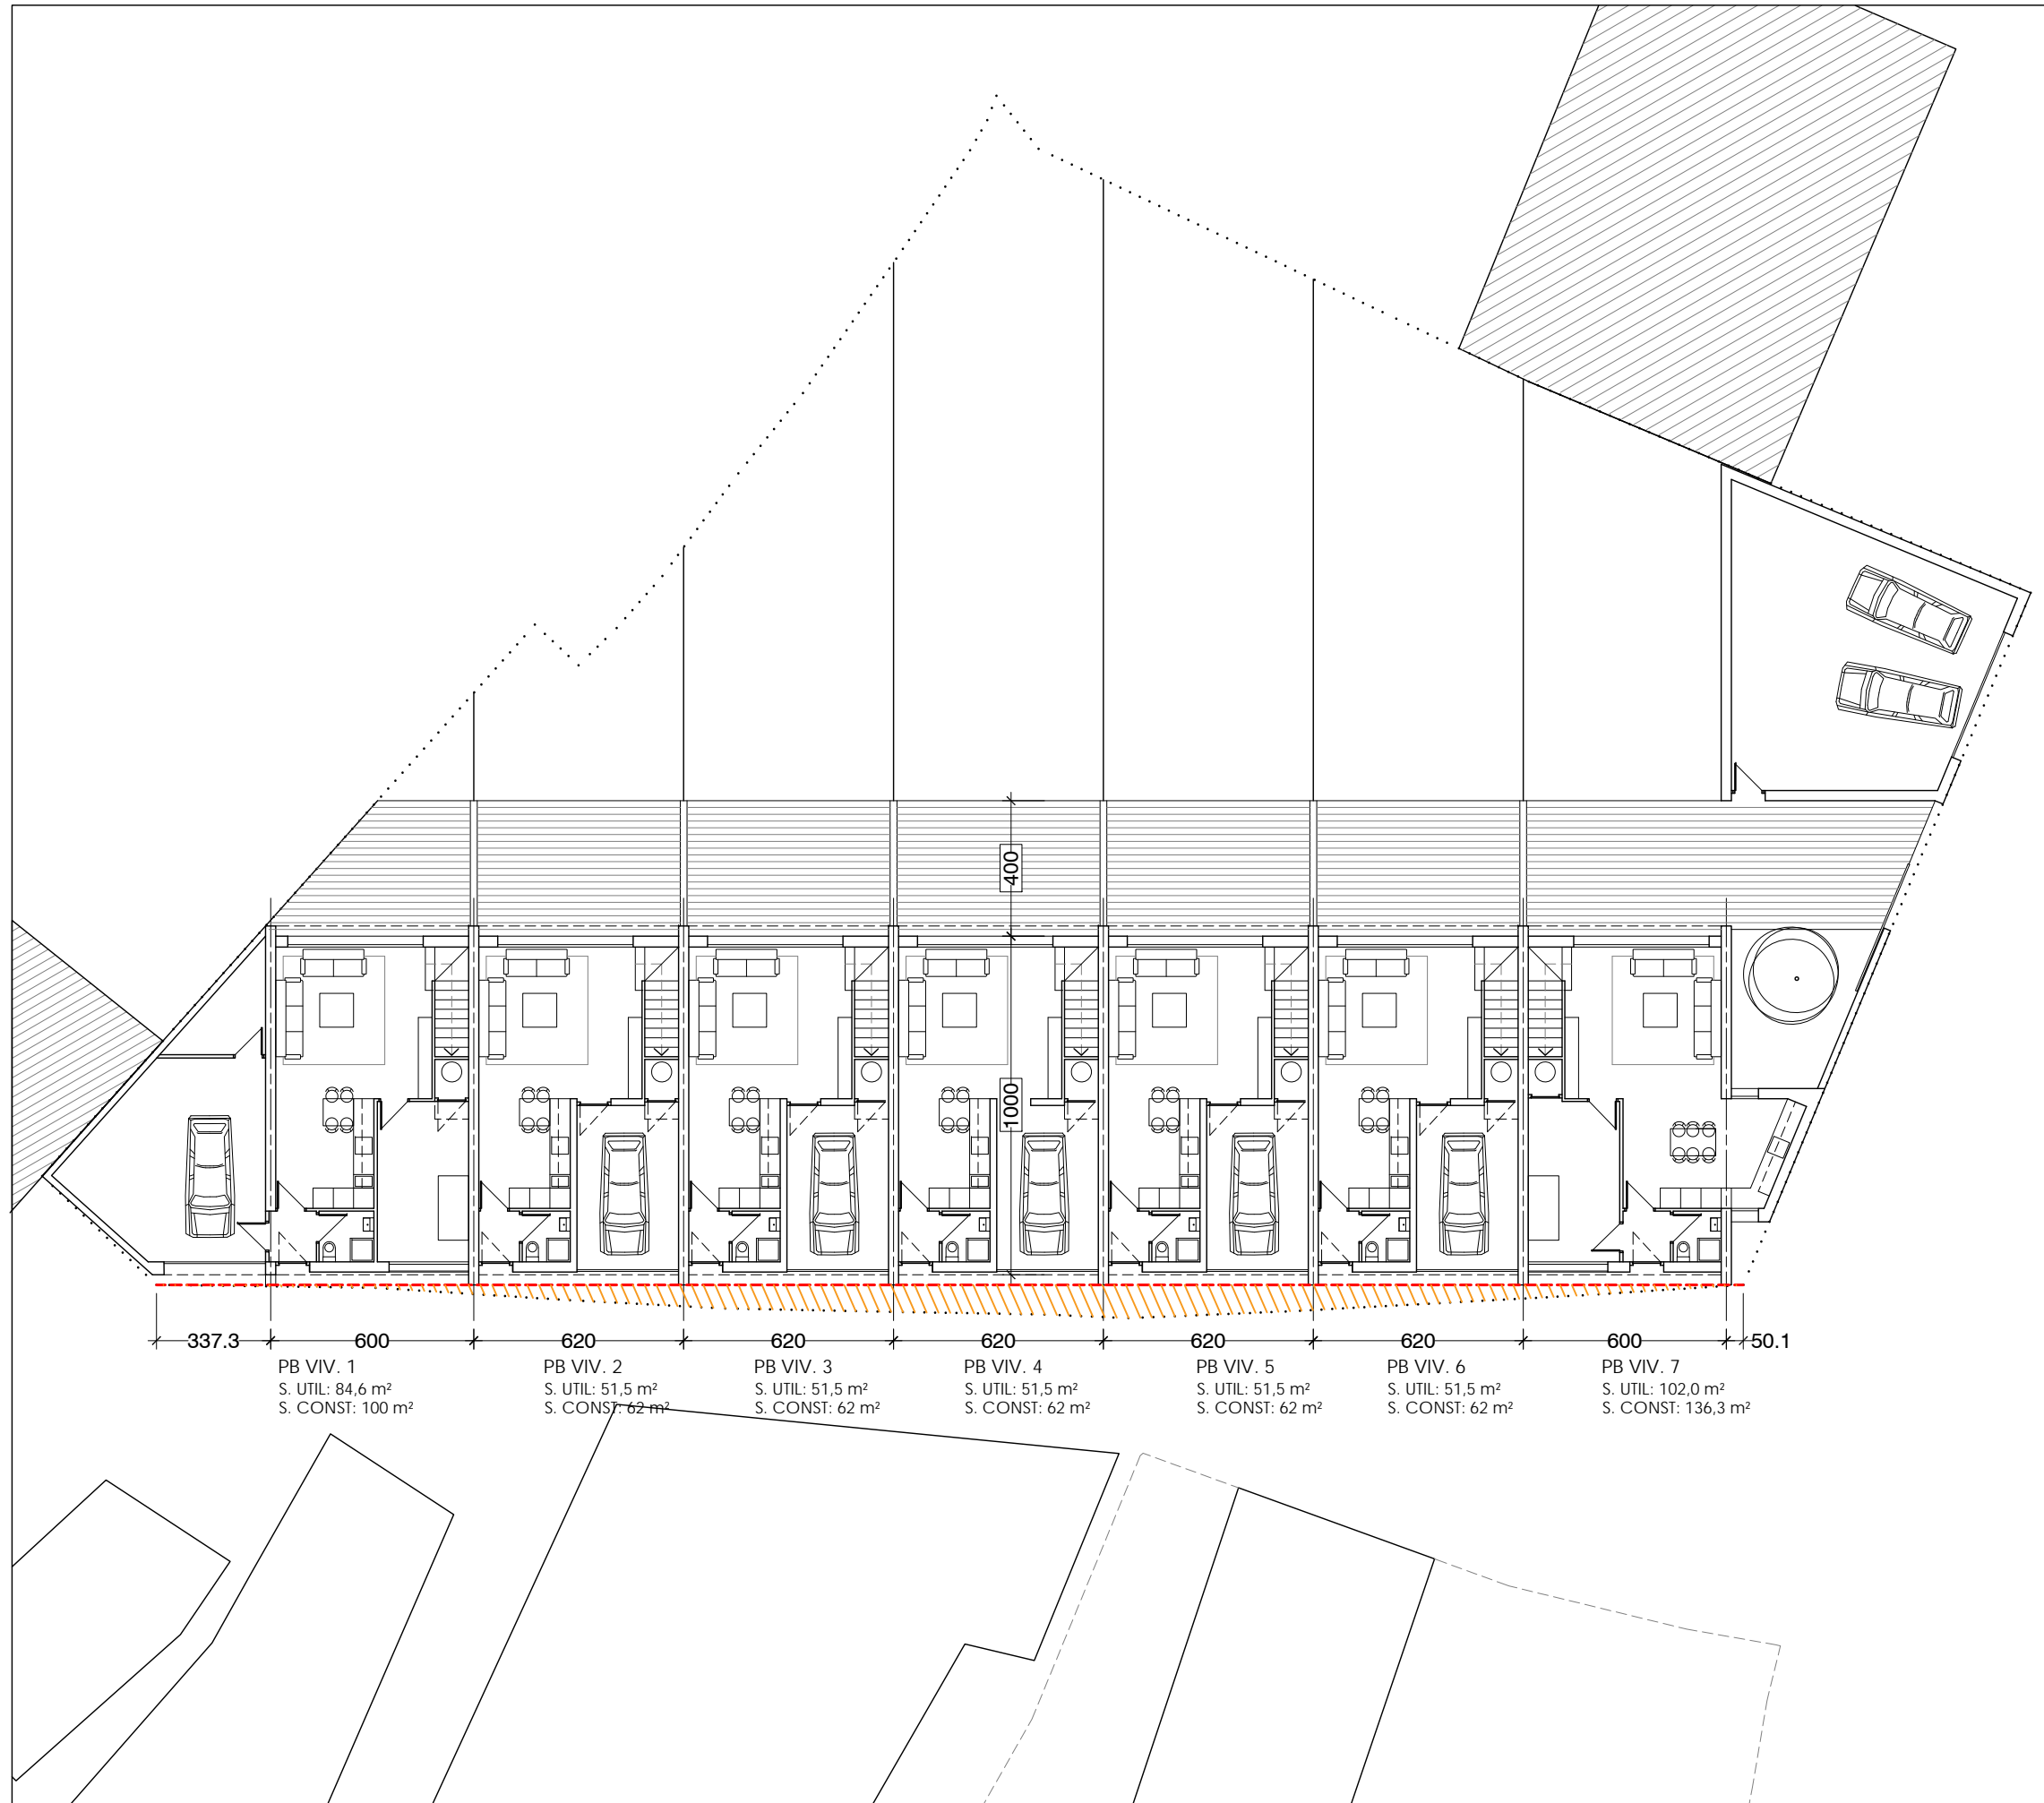 400
1000
337.3 600 620 620 620 620 620 600 50.1
PB VIV. 1
S. UTIL: 84,6 m²
S. CONST: 100 m²
PB VIV. 2
S. UTIL: 51,5 m²
S. CONST: 62 m²
PB VIV. 3
S. UTIL: 51,5 m²
S. CONST: 62 m²
PB VIV. 4
S. UTIL: 51,5 m²
S. CONST: 62 m²
PB VIV. 5
S. UTIL: 51,5 m²
S. CONST: 62 m²
PB VIV. 6
S. UTIL: 51,5 m²
S. CONST: 62 m²
PB VIV. 7
S. UTIL: 102,0 m²
S. CONST: 136,3 m²